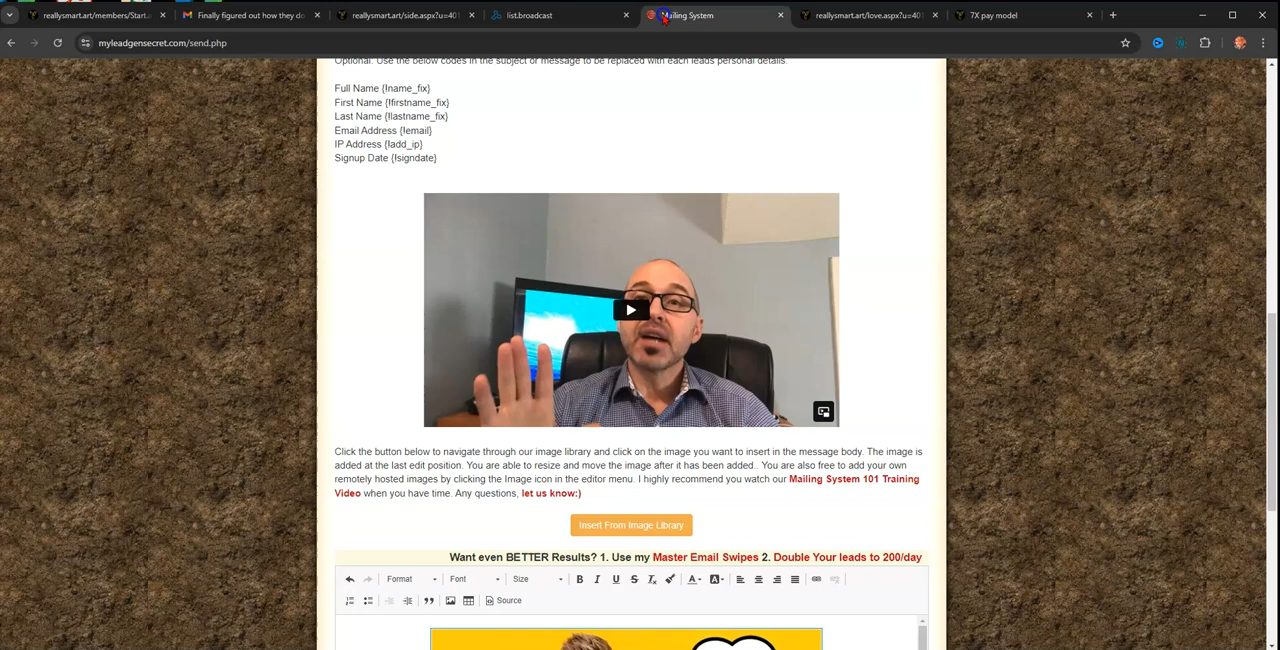 reallysmart.art/members/Start.a
Finally figured out how they do
reallysmart.art/side.aspx?u=401
list.broadcast
Mailing System
reallysmart.art/love.aspx?u=401
7X pay model
myleadgensecret.com/send.php
Optional: Use the below codes in the subject or message to be replaced with each leads personal details.
Full Name {!name_fix}
First Name {!firstname_fix}
Last Name {!lastname_fix}
Email Address {!email}
IP Address {!add_ip}
Signup Date {!signdate}
Click the button below to navigate through our image library and click on the image you want to insert in the message body. The image is
added at the last edit position. You are able to resize and move the image after it has been added.. You are also free to add your own
remotely hosted images by clicking the Image icon in the editor menu. I highly recommend you watch our Mailing System 101 Training
Video when you have time. Any questions, let us know:)
Insert From Image Library
Want even BETTER Results? 1. Use my Master Email Swipes 2. Double Your leads to 200/day
Format Font Size B I U S Tx A A
Source